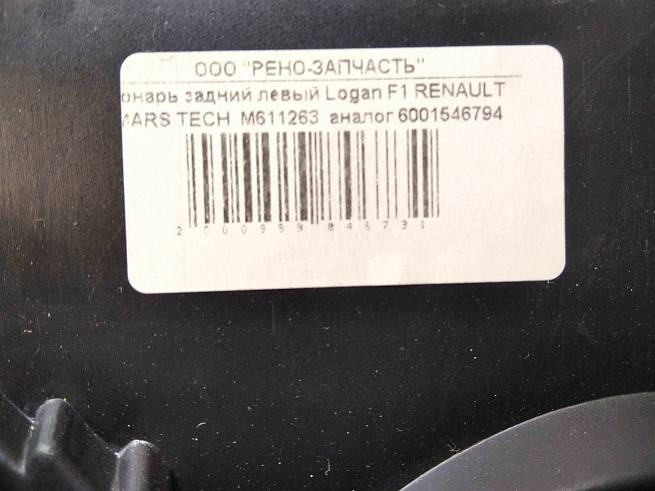 ООО "РЕНО-ЗАПЧАСТЬ"
онарь задний левый Logan F1 RENAULT
MARS TECH M611263 аналог 6001546794
2 000999 846731